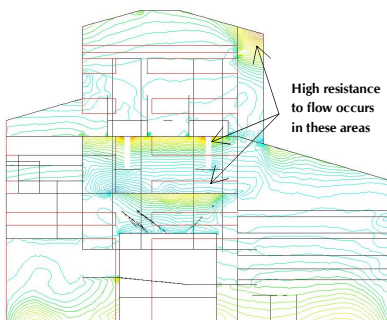 High resistance
to flow occurs
in these areas